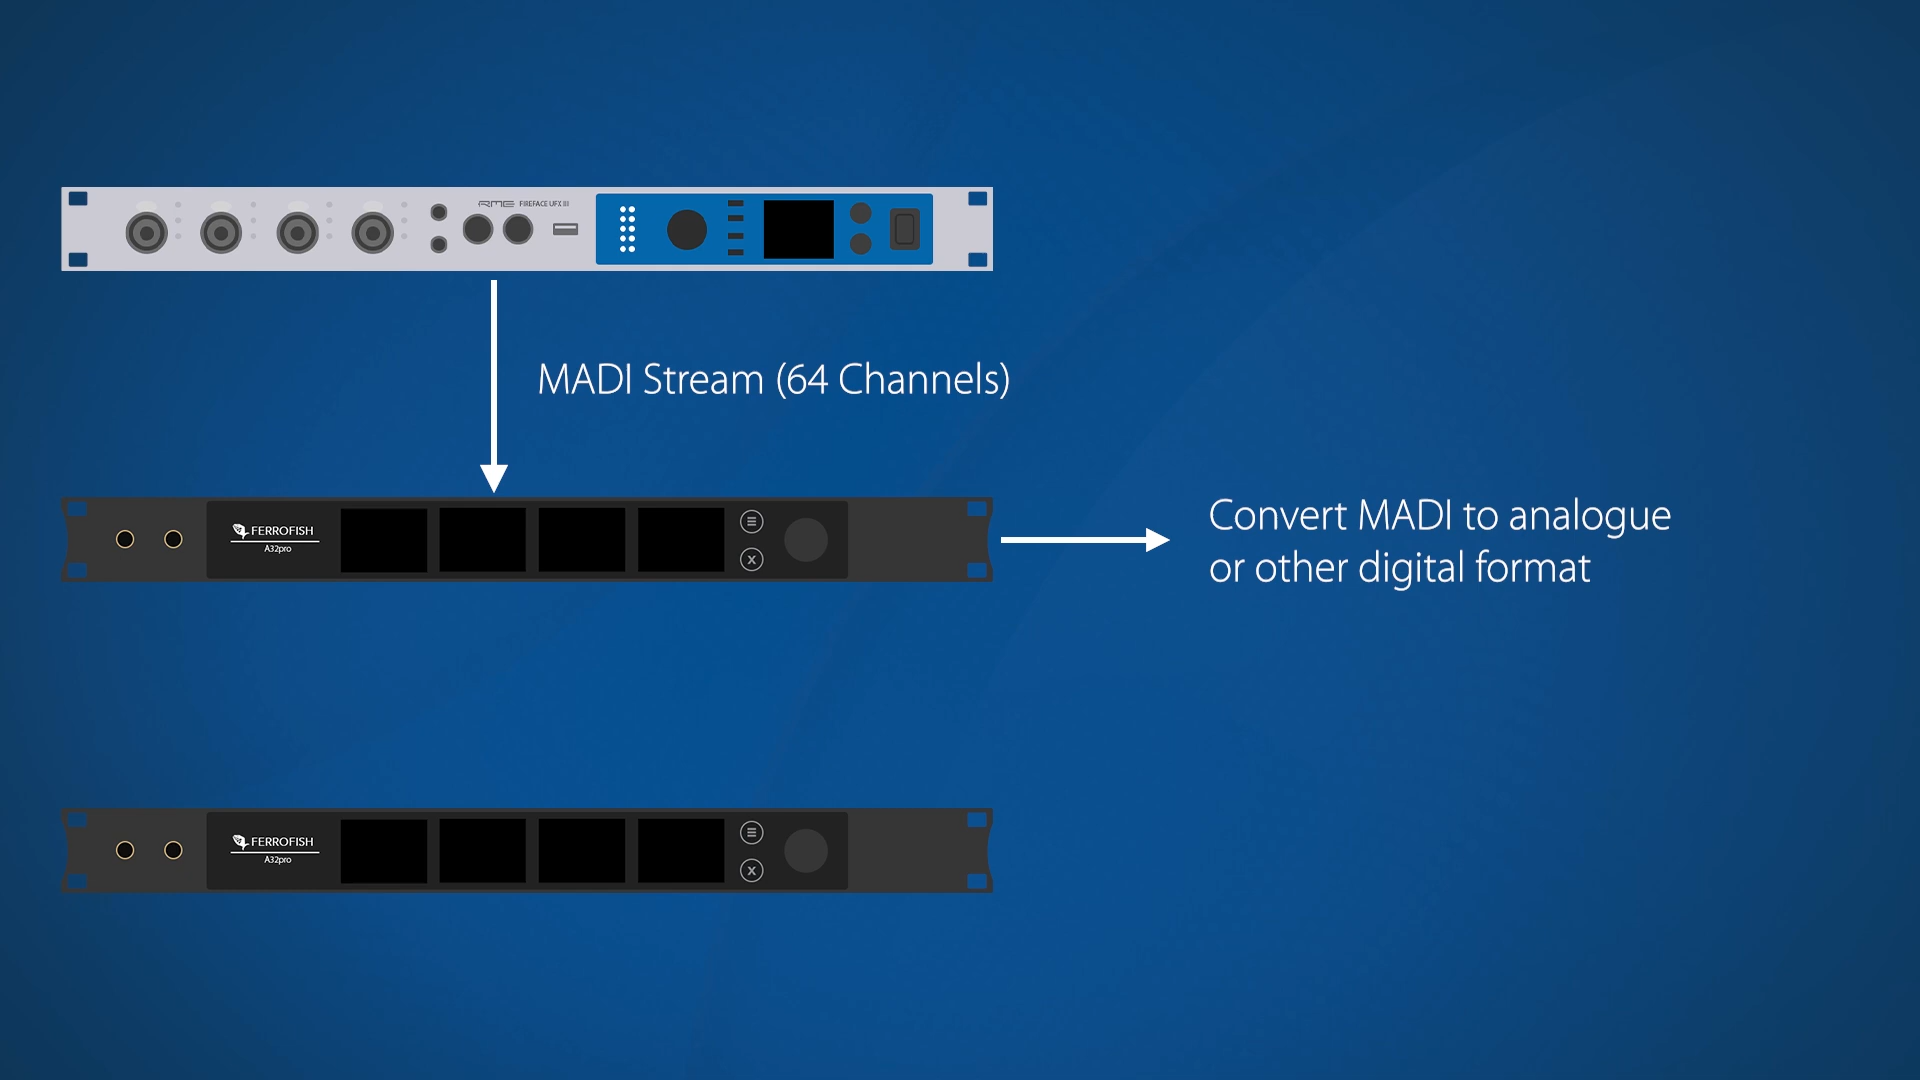 RME FIREFACE UFX III
MADI Stream (64 Channels)
FERROFISH
A32pro
X
Convert MADI to analogue
or other digital format
FERROFISH
A32pro
X